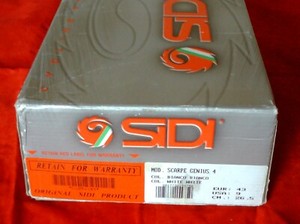 SIDI
RETAIN FOR WARRANTY
ORIGINAL SIDI PRODUCT
MOD. SCARPE GENIUS 4
COL. BIANCO BIANCO
COL. WHITE WHITE
EUR: 43
USA: 9
CM.: 26.5